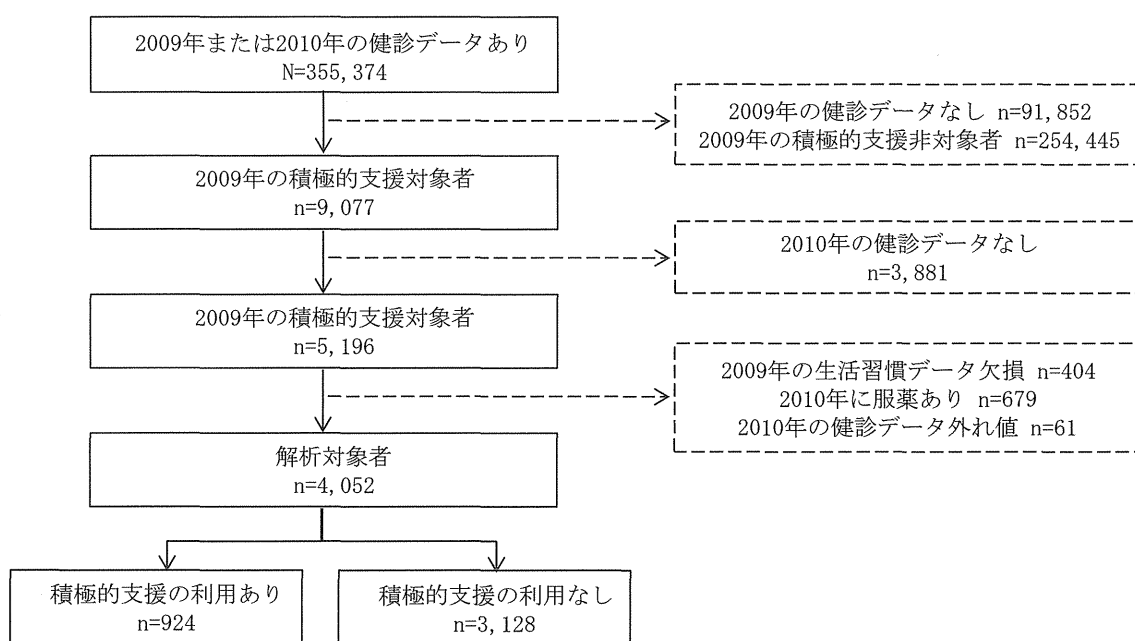 2009年または2010年の健診データあり
N=355,374
2009年の健診データなし n=91,852
2009年の積極的支援非対象者 n=254,445
2009年の積極的支援対象者
n=9,077
2010年の健診データなし
n=3,881
2009年の積極的支援対象者
n=5,196
2009年の生活習慣データ欠損 n=404
2010年に服薬あり n=679
2010年の健診データ外れ値 n=61
解析対象者
n=4,052
積極的支援の利用あり
n=924
積極的支援の利用なし
n=3,128